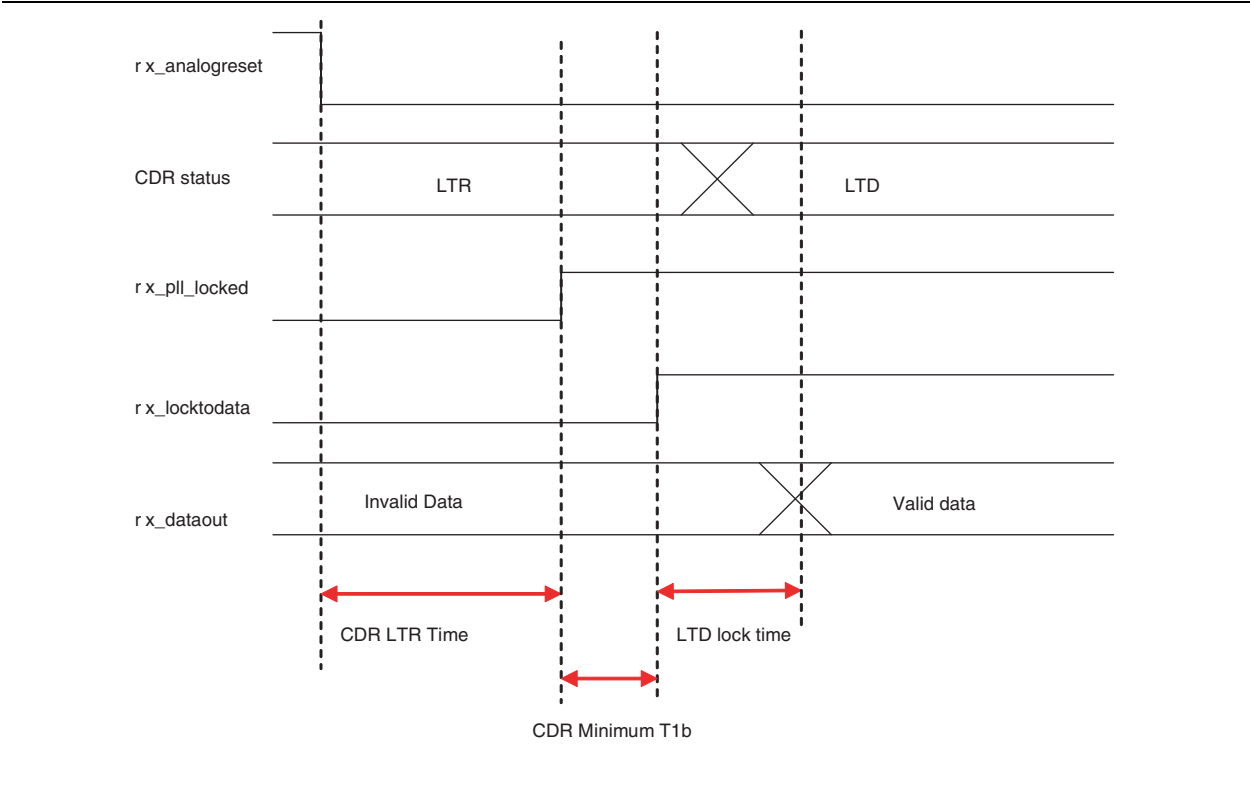 r x_analogreset
CDR status
LTR
LTD
r x_pll_locked
r x_locktodata
Invalid Data
Valid data
r x_dataout
CDR LTR Time
LTD lock time
CDR Minimum T1b